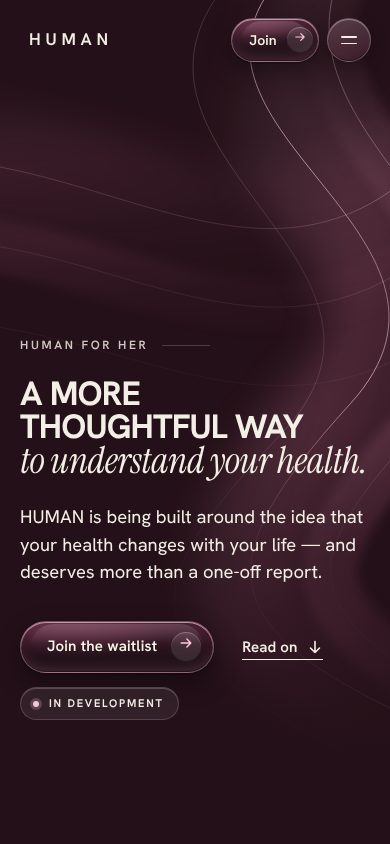 HUMAN
Join
HUMAN FOR HER
A MORE
THOUGHTFUL WAY
to understand your health.
HUMAN is being built around the idea that
your health changes with your life — and
deserves more than a one-off report.
Join the waitlist
Read on
IN DEVELOPMENT